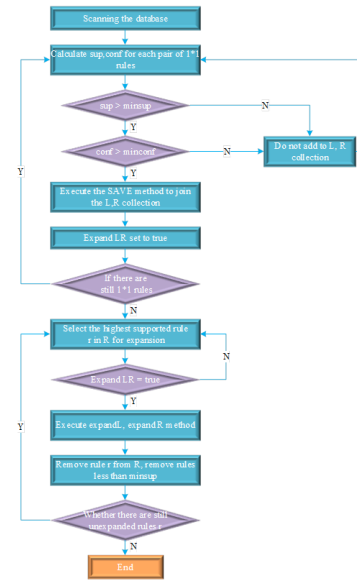 Scanning the database
Calculate sup,conf for each pair of 1*1
rules
sup > minsup
N
Y
conf > minconf
N
Do not add to L, R
collection
Y
Y
Execute the SAVE method to join
the L,R collection
Expand LR set to true
If there are
still 1*1 rules
N
Select the highest supported rule
r in R for expansion
N
Expand LR = true
Y
Y
Execute expandL, expandR method
Remove rule r from R, remove rules
less than minsup
Whether there are still
unexpanded rules r
N
End